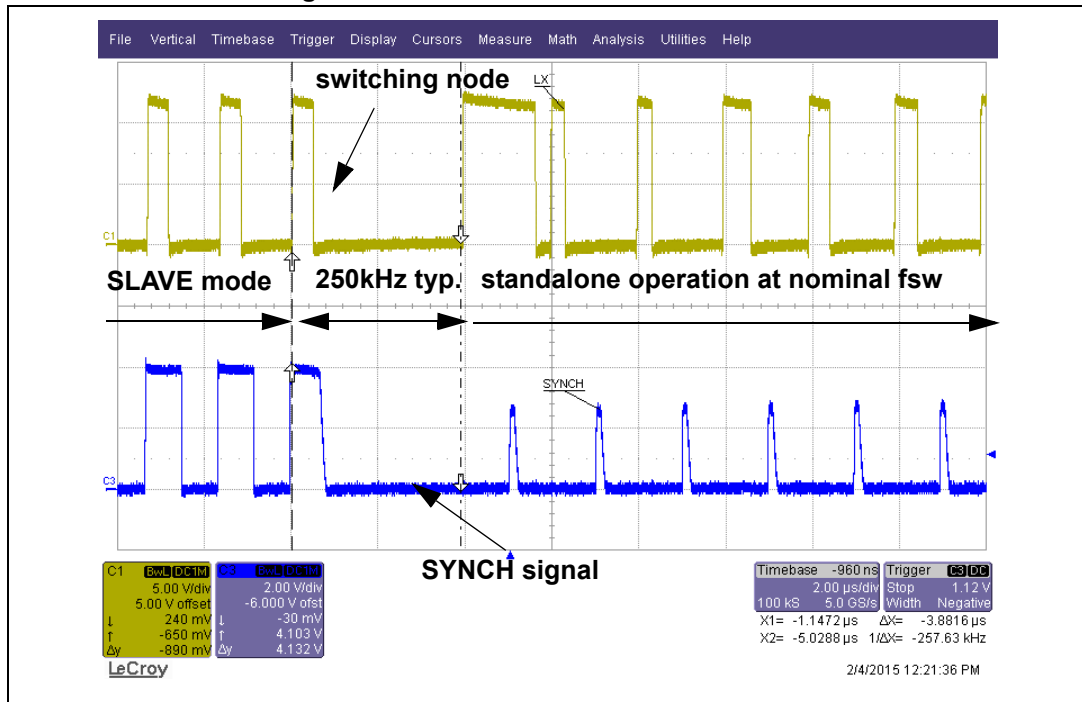 File Vertical Timebase Trigger Display Cursors Measure Math Analysis Utilities Help
switching node
LX
C1
SLAVE mode
250kHz typ.
standalone operation at nominal fsw
SYNCH
C3
SYNCH signal
C1 BwL DC1M
5.00 V/div
5.00 V offset
↓ 240 mV
↑ -650 mV
Δy -890 mV
C3 BwL DC1M
2.00 V/div
-6.000 V ofst
↓ -30 mV
↑ 4.103 V
Δy 4.132 V
Timebase -960 ns
2.00 µs/div
100 kS 5.0 GS/s
Trigger C3 DC
Stop 1.12 V
Width Negative
X1= -1.1472 µs ΔX= -3.8816 µs
X2= -5.0288 µs 1/ΔX= -257.63 kHz
LeCroy
2/4/2015 12:21:36 PM